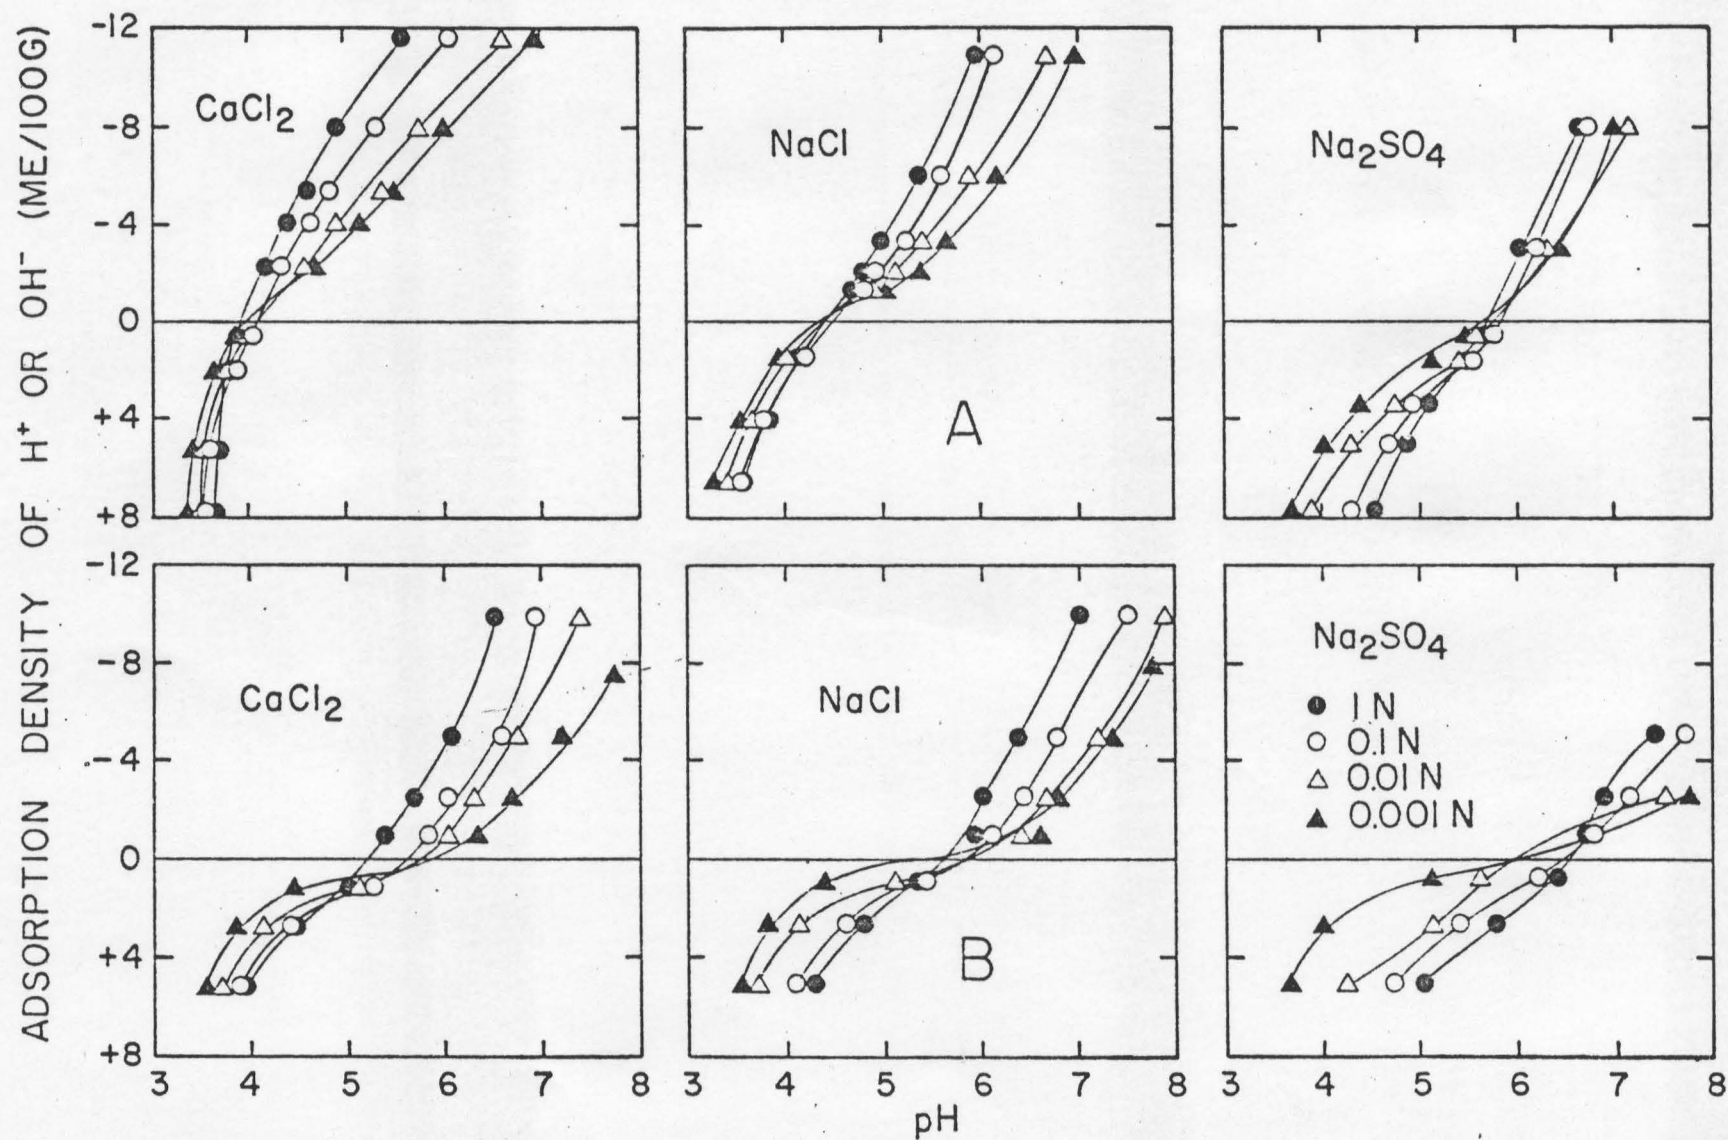 ADSORPTION DENSITY OF H⁺ OR OH⁻ (ME/100G)
-12
-8
-4
0
+4
+8
CaCl₂
NaCl
A
Na₂SO₄
-12
-8
-4
0
+4
+8
CaCl₂
NaCl
B
Na₂SO₄
1 N
0.1 N
0.01 N
0.001 N
3 4 5 6 7 8
3 4 5 6 7 8
3 4 5 6 7 8
pH